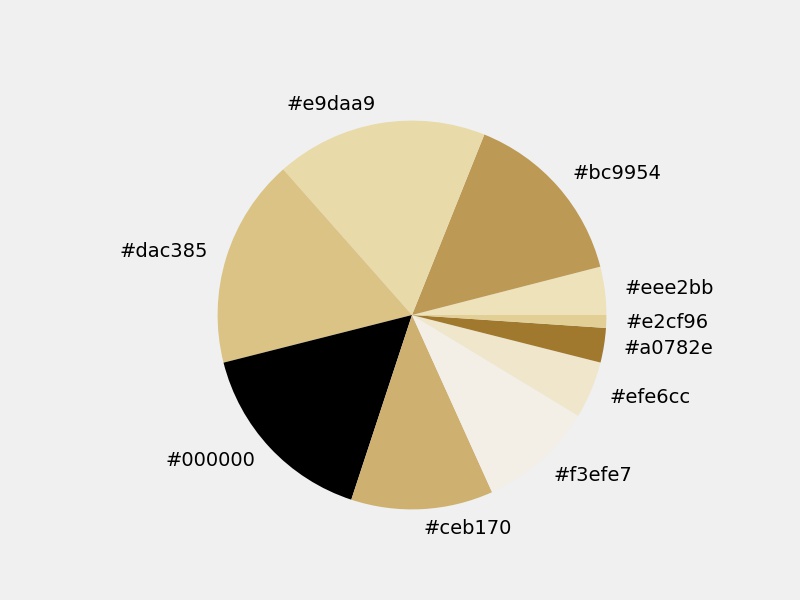 #e9daa9
#bc9954
#dac385
#eee2bb
#e2cf96
#a0782e
#efe6cc
#000000
#f3efe7
#ceb170